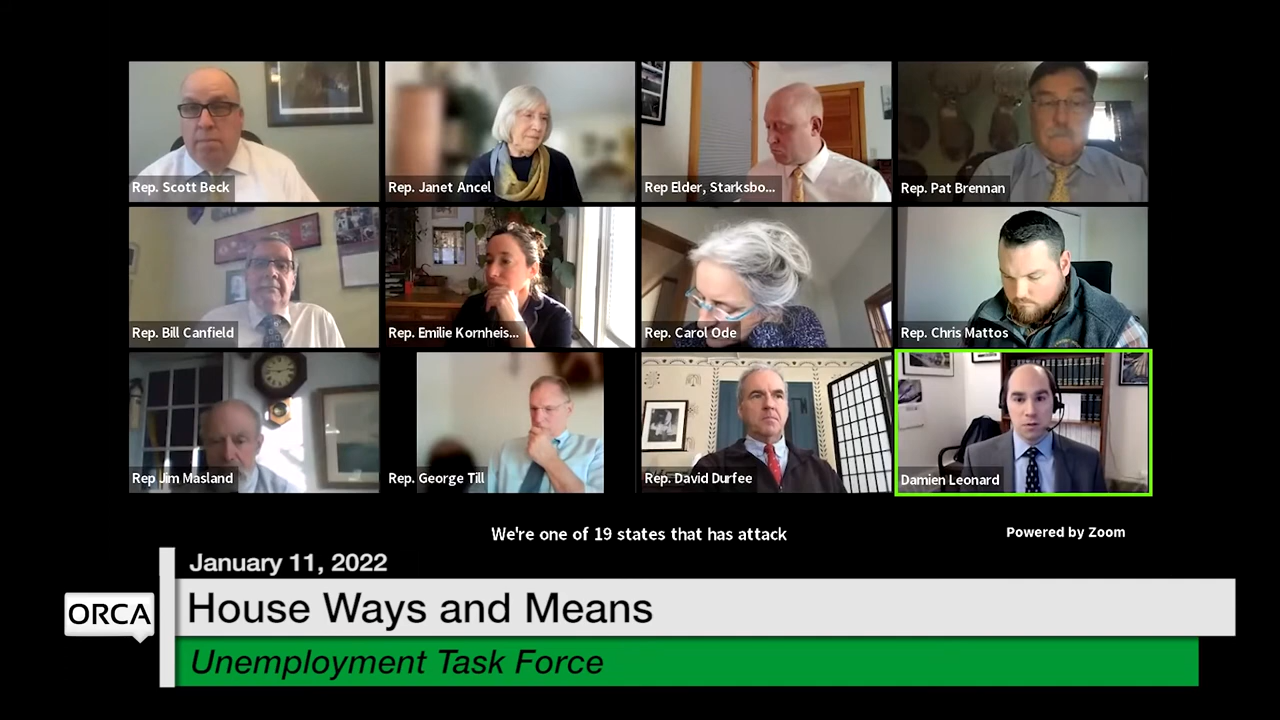 Rep. Scott Beck
Rep. Janet Ancel
Rep Elder, Starksbo...
Rep. Pat Brennan
Rep. Bill Canfield
Rep. Emilie Kornheis...
Rep. Carol Ode
Rep. Chris Mattos
Rep Jim Masland
Rep. George Till
Rep. David Durfee
Damien Leonard
We're one of 19 states that has attack
Powered by Zoom
January 11, 2022
ORCA
House Ways and Means
Unemployment Task Force